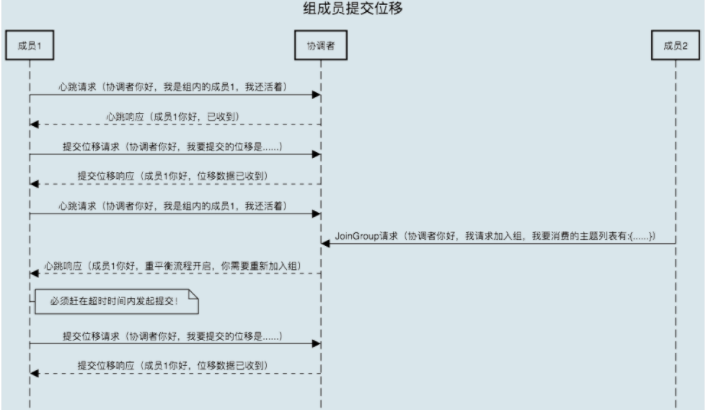 组成员提交位移
成员1
协调者
成员2
心跳请求（协调者你好，我是组内的成员1，我还活着）
心跳响应（成员1你好，已收到）
提交位移请求（协调者你好，我要提交的位移是......）
提交位移响应（成员1你好，位移数据已收到）
心跳请求（协调者你好，我是组内的成员1，我还活着）
JoinGroup请求（协调者你好，我请求加入组，我要消费的主题列表有:{......}）
心跳响应（成员1你好，重平衡流程开启，你需要重新加入组）
必须赶在超时时间内发起提交！
提交位移请求（协调者你好，我要提交的位移是......）
提交位移响应（成员1你好，位移数据已收到）